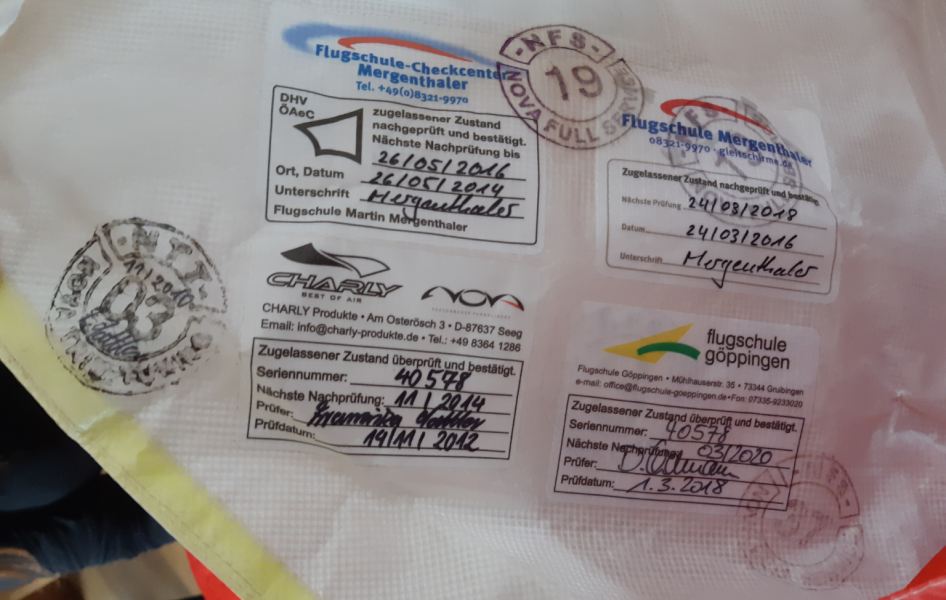 Flugschule-Checkcenter
Mergenthaler
Tel. +49(0)8321-9970
DHV
ÖAeC
zugelassener Zustand
nachgeprüft und bestätigt.
Nächste Nachprüfung bis
26/05/2016
Ort, Datum 26/05/2014
Unterschrift Mergenthaler
Flugschule Martin Mergenthaler
-NFS-
19
NOVA FULL SERVICE
Flugschule Mergenthaler
08321-9970 - gleitschirme.de
Zugelassener Zustand nachgeprüft und bestätigt
Nächste Prüfung 24/03/2018
Datum 24/03/2016
Unterschrift Mergenthaler
11/2010
03
CHARLY
BEST OF AIR
NOVA
CHARLY Produkte • Am Osterösch 3 • D-87637 Seeg
Email: info@charly-produkte.de • Tel.: +49 8364 1286
Zugelassener Zustand überprüft und bestätigt.
Seriennummer: 40578
Nächste Nachprüfung: 11/2014
Prüfer:
Prüfdatum: 14/11/2012
flugschule
göppingen
Flugschule Göppingen • Mühlhauserstr. 35 • 73344 Gruibingen
e-mail: office@flugschule-goeppingen.de • Fon: 07335-9233020
Zugelassener Zustand überprüft und bestätigt.
Seriennummer: 40578
Nächste Nachprüfung: 03/2020
Prüfer:
Prüfdatum: 1.3.2018